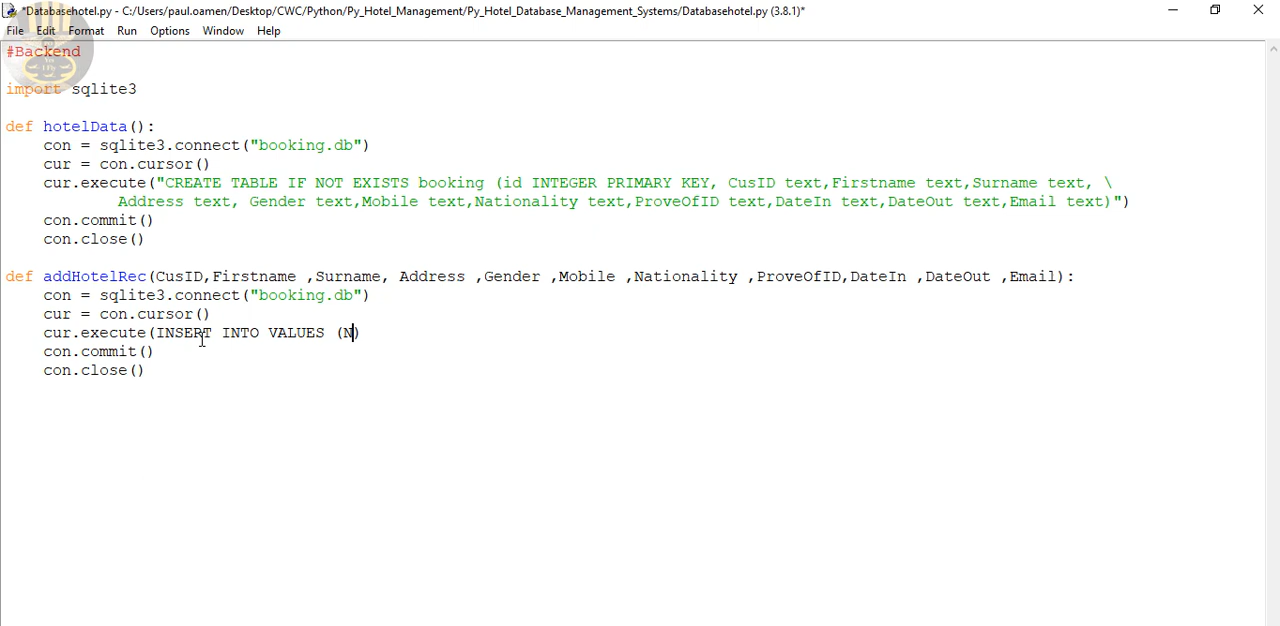 *Databasehotel.py - C:/Users/paul.oamen/Desktop/CWC/Python/Py_Hotel_Management/Py_Hotel_Database_Management_Systems/Databasehotel.py (3.8.1)*
File Edit Format Run Options Window Help
#Backend
import sqlite3
def hotelData():
    con = sqlite3.connect("booking.db")
    cur = con.cursor()
    cur.execute("CREATE TABLE IF NOT EXISTS booking (id INTEGER PRIMARY KEY, CusID text,Firstname text,Surname text, \
            Address text, Gender text,Mobile text,Nationality text,ProveOfID text,DateIn text,DateOut text,Email text)")
    con.commit()
    con.close()
def addHotelRec(CusID,Firstname ,Surname, Address ,Gender ,Mobile ,Nationality ,ProveOfID,DateIn ,DateOut ,Email):
    con = sqlite3.connect("booking.db")
    cur = con.cursor()
    cur.execute(INSERT INTO VALUES (N)
    con.commit()
    con.close()